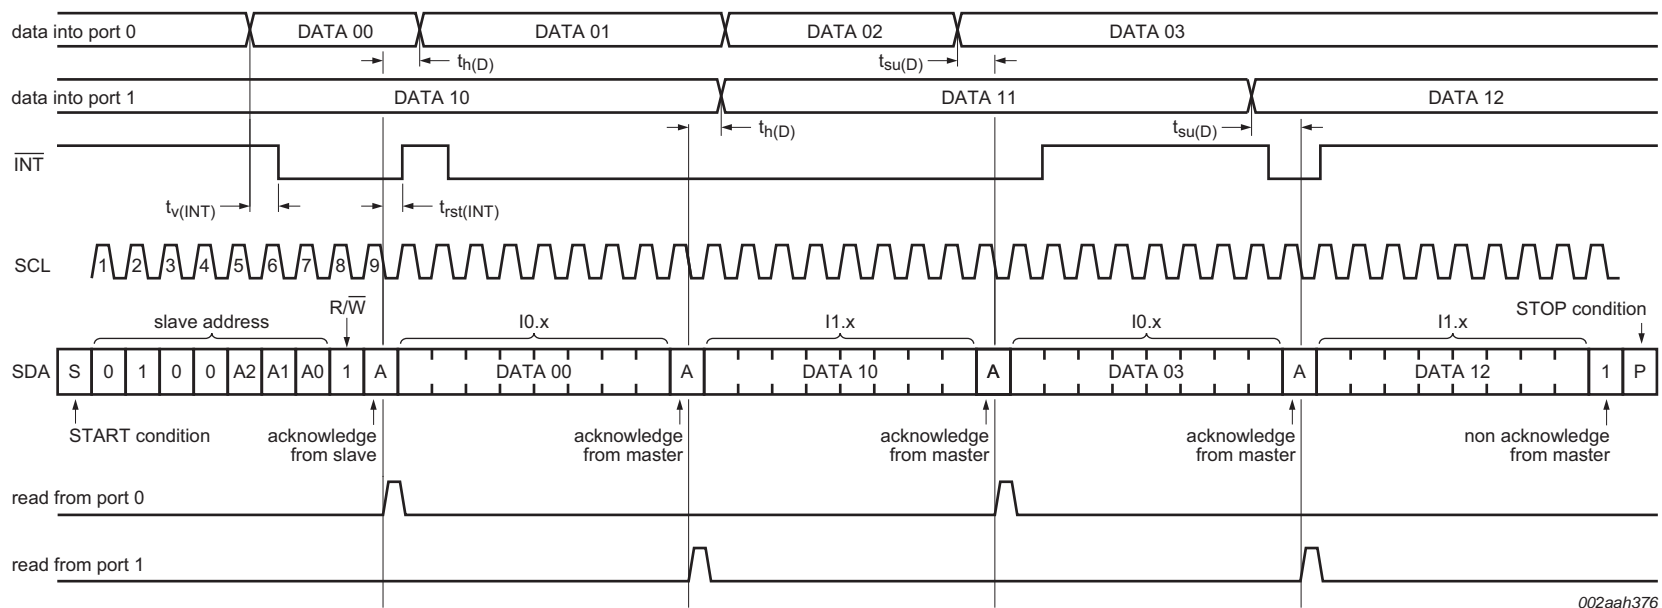 data into port 0 DATA 00 DATA 01 DATA 02 DATA 03
th(D) tsu(D)
data into port 1 DATA 10 DATA 11 DATA 12
th(D) tsu(D)
INT
tv(INT) trst(INT)
SCL 1 2 3 4 5 6 7 8 9
R/W STOP condition
slave address I0.x I1.x I0.x I1.x
SDA S 0 1 0 0 A2 A1 A0 1 A DATA 00 A DATA 10 A DATA 03 A DATA 12 1 P
START condition acknowledge acknowledge acknowledge acknowledge non acknowledge
from slave from master from master from master from master
read from port 0
read from port 1
002aah376